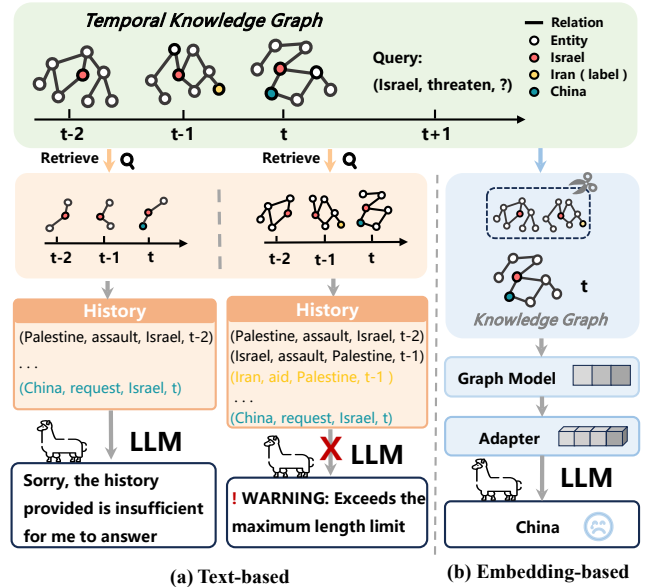 Temporal Knowledge Graph
Relation
Entity
Israel
Iran ( label )
China
Query:
(Israel, threaten, ?)
t-2
t-1
t
t+1
Retrieve
Retrieve
t-2
t-1
t
t-2
t-1
t
t
Knowledge Graph
History
(Palestine, assault, Israel, t-2)
. . .
(China, request, Israel, t)
History
(Palestine, assault, Israel, t-2)
(Israel, assault, Palestine, t-1)
(Iran, aid, Palestine, t-1 )
...
(China, request, Israel, t)
Graph Model
Adapter
LLM
X
LLM
LLM
Sorry, the history
provided is insufficient
for me to answer
! WARNING: Exceeds the
maximum length limit
China
(a) Text-based
(b) Embedding-based